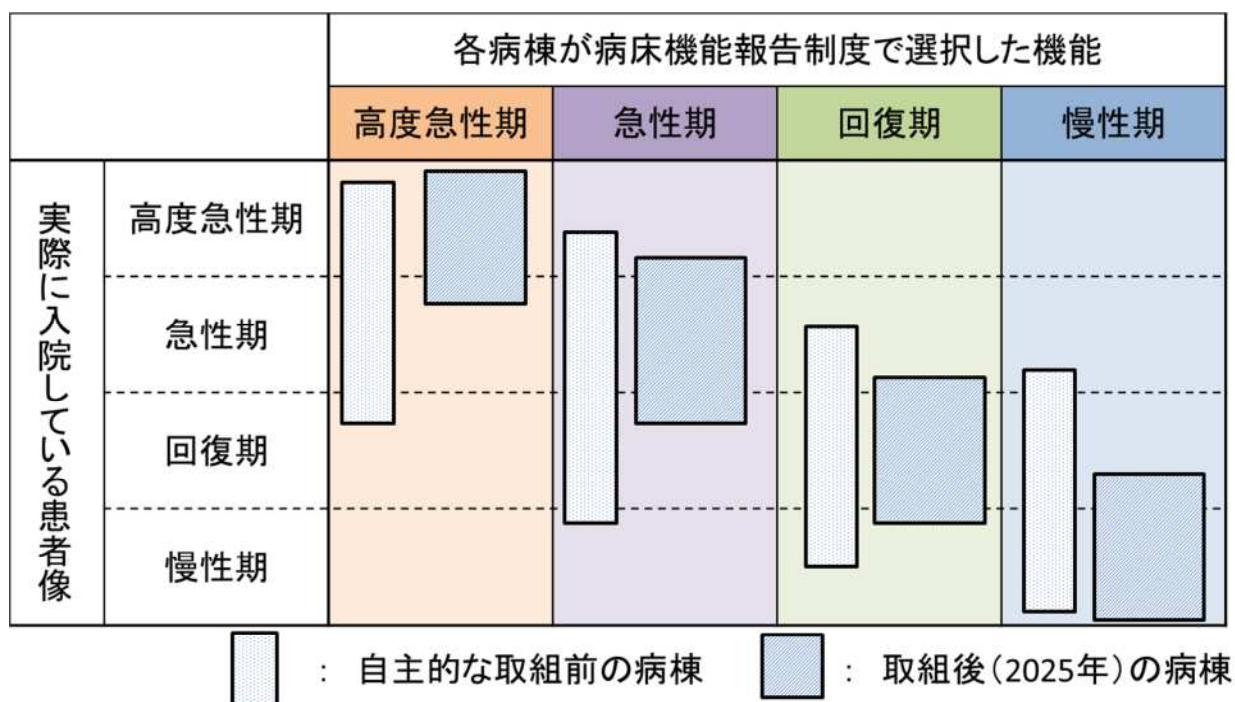 各病棟が病床機能報告制度で選択した機能
高度急性期
急性期
回復期
慢性期
実際に入院している患者像
高度急性期
急性期
回復期
慢性期
： 自主的な取組前の病棟
： 取組後（2025年）の病棟